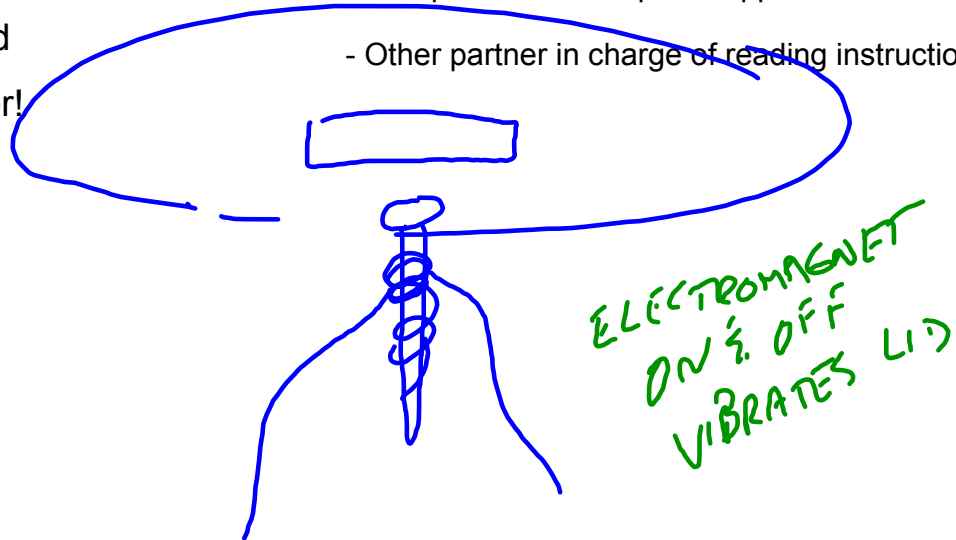 - Other partner in charge of reading instructio
r!
ELECTROMAGNET
ON & OFF
VIBRATES LID